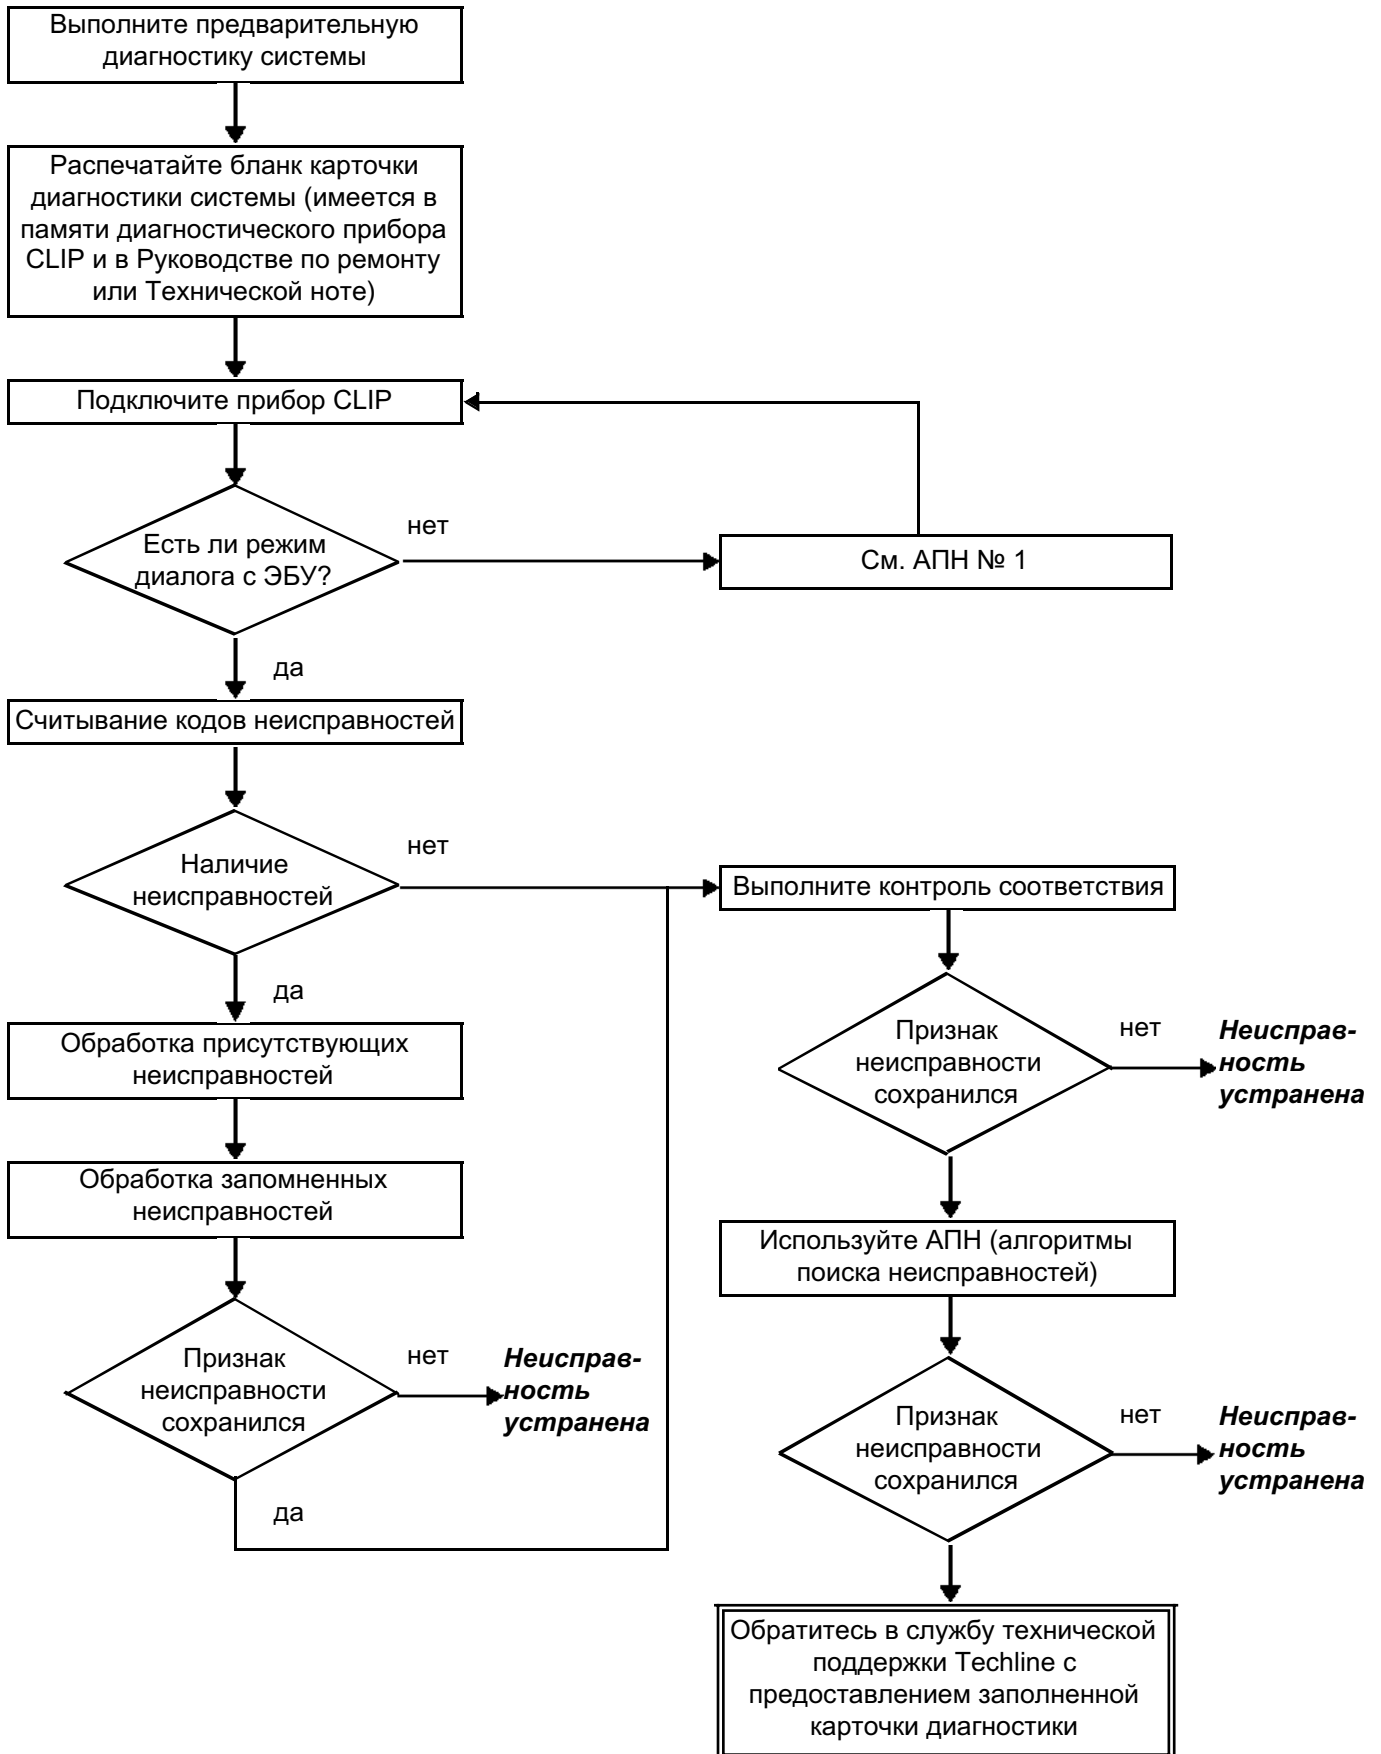 Выполните предварительную
диагностику системы
Распечатайте бланк карточки
диагностики системы (имеется в
памяти диагностического прибора
CLIP и в Руководстве по ремонту
или Технической ноте)
Подключите прибор CLIP
Есть ли режим
диалога с ЭБУ?
нет
См. АПН № 1
да
Считывание кодов неисправностей
Наличие
неисправностей
нет
Выполните контроль соответствия
да
Обработка присутствующих
неисправностей
Признак
неисправности
сохранился
нет
Неисправ-
ность
устранена
Обработка запомненных
неисправностей
Используйте АПН (алгоритмы
поиска неисправностей)
Признак
неисправности
сохранился
нет
Неисправ-
ность
устранена
да
Признак
неисправности
сохранился
нет
Неисправ-
ность
устранена
Обратитесь в службу технической
поддержки Techline с
предоставлением заполненной
карточки диагностики